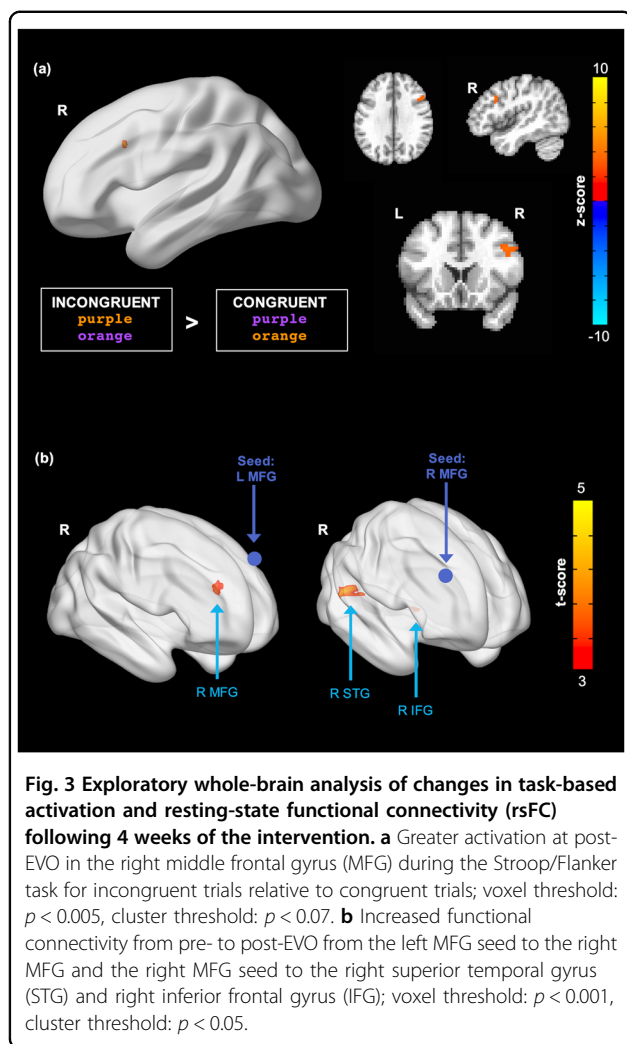 (a)
R
R
10
z-score
-10
L
R
INCONGRUENT
purple
orange
>
CONGRUENT
purple
orange
(b)
Seed:
L MFG
Seed:
R MFG
R
R
5
t-score
3
R MFG
R STG
R IFG
Fig. 3 Exploratory whole-brain analysis of changes in task-based
activation and resting-state functional connectivity (rsFC)
following 4 weeks of the intervention. a Greater activation at post-
EVO in the right middle frontal gyrus (MFG) during the Stroop/Flanker
task for incongruent trials relative to congruent trials; voxel threshold:
p < 0.005, cluster threshold: p < 0.07. b Increased functional
connectivity from pre- to post-EVO from the left MFG seed to the right
MFG and the right MFG seed to the right superior temporal gyrus
(STG) and right inferior frontal gyrus (IFG); voxel threshold: p < 0.001,
cluster threshold: p < 0.05.